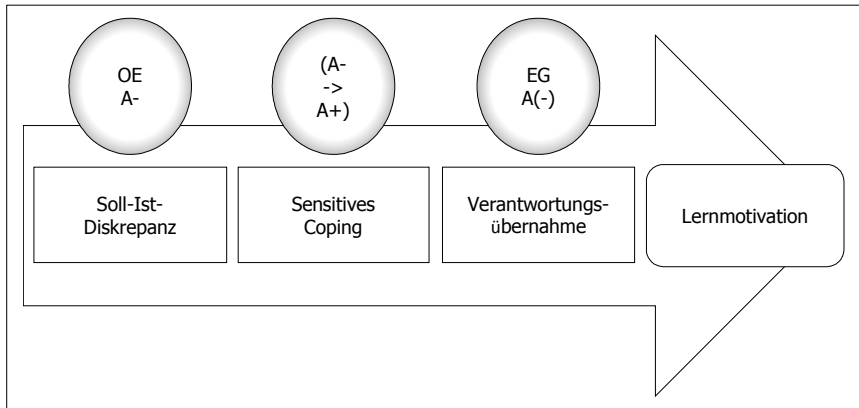 OE
A-
(A-
->
A+)
EG
A(-)
Soll-Ist-
Diskrepanz
Sensitives
Coping
Verantwortungs-
übernahme
Lernmotivation